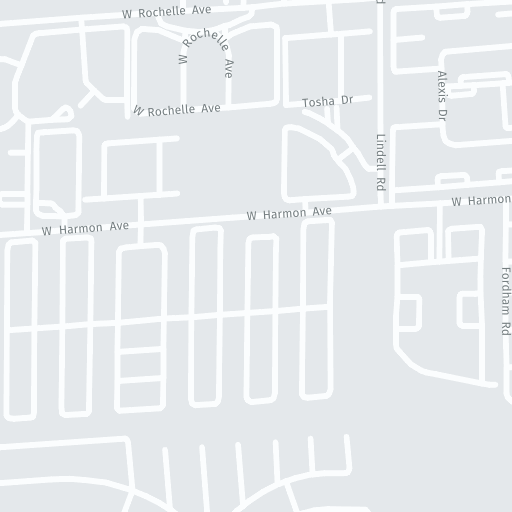 W Rochelle Ave
W Rochelle Ave
W Rochelle Ave
Tosha Dr
Alexis Dr
Lindell Rd
d
W Harmon
W Harmon Ave
W Harmon Ave
Fordham Rd